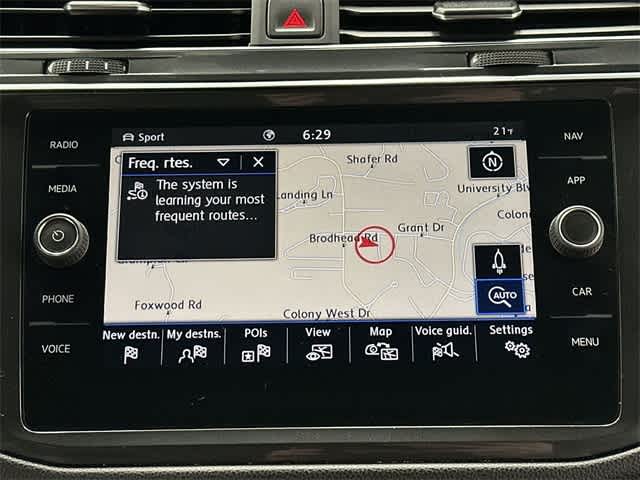 RADIO
MEDIA
PHONE
VOICE
Sport
6:29
21°F
Freq. rtes.
The system is
learning your most
frequent routes...
Shafer Rd
N
University Blv
Landing Ln
Colon
Grant Dr
Brodhead Rd
Foxwood Rd
Colony West Dr
AUTO
New destn.
My destns.
POIs
View
Map
Voice guid.
Settings
NAV
APP
CAR
MENU